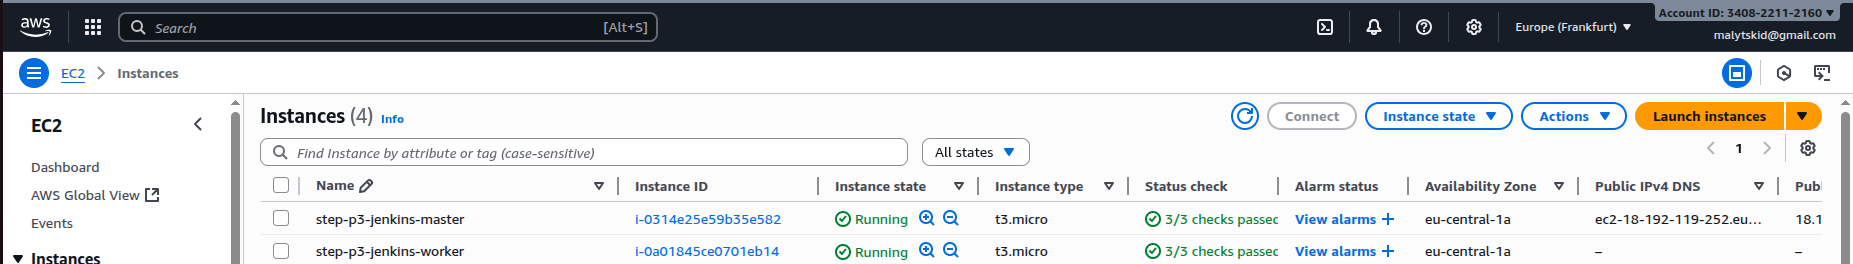 aws Search [Alt+S] Europe (Frankfurt) Account ID: 3408-2211-2160
malytskid@gmail.com
EC2 Instances
EC2
Dashboard
AWS Global View
Events
Instances
Instances (4) Info Connect Instance state Actions Launch instances
Find Instance by attribute or tag (case-sensitive) All states 1
Name Instance ID Instance state Instance type Status check Alarm status Availability Zone Public IPv4 DNS Publ
step-p3-jenkins-master i-0314e25e59b35e582 Running t3.micro 3/3 checks passed View alarms + eu-central-1a ec2-18-192-119-252.eu... 18.1
step-p3-jenkins-worker i-0a01845ce0701eb14 Running t3.micro 3/3 checks passed View alarms + eu-central-1a – –